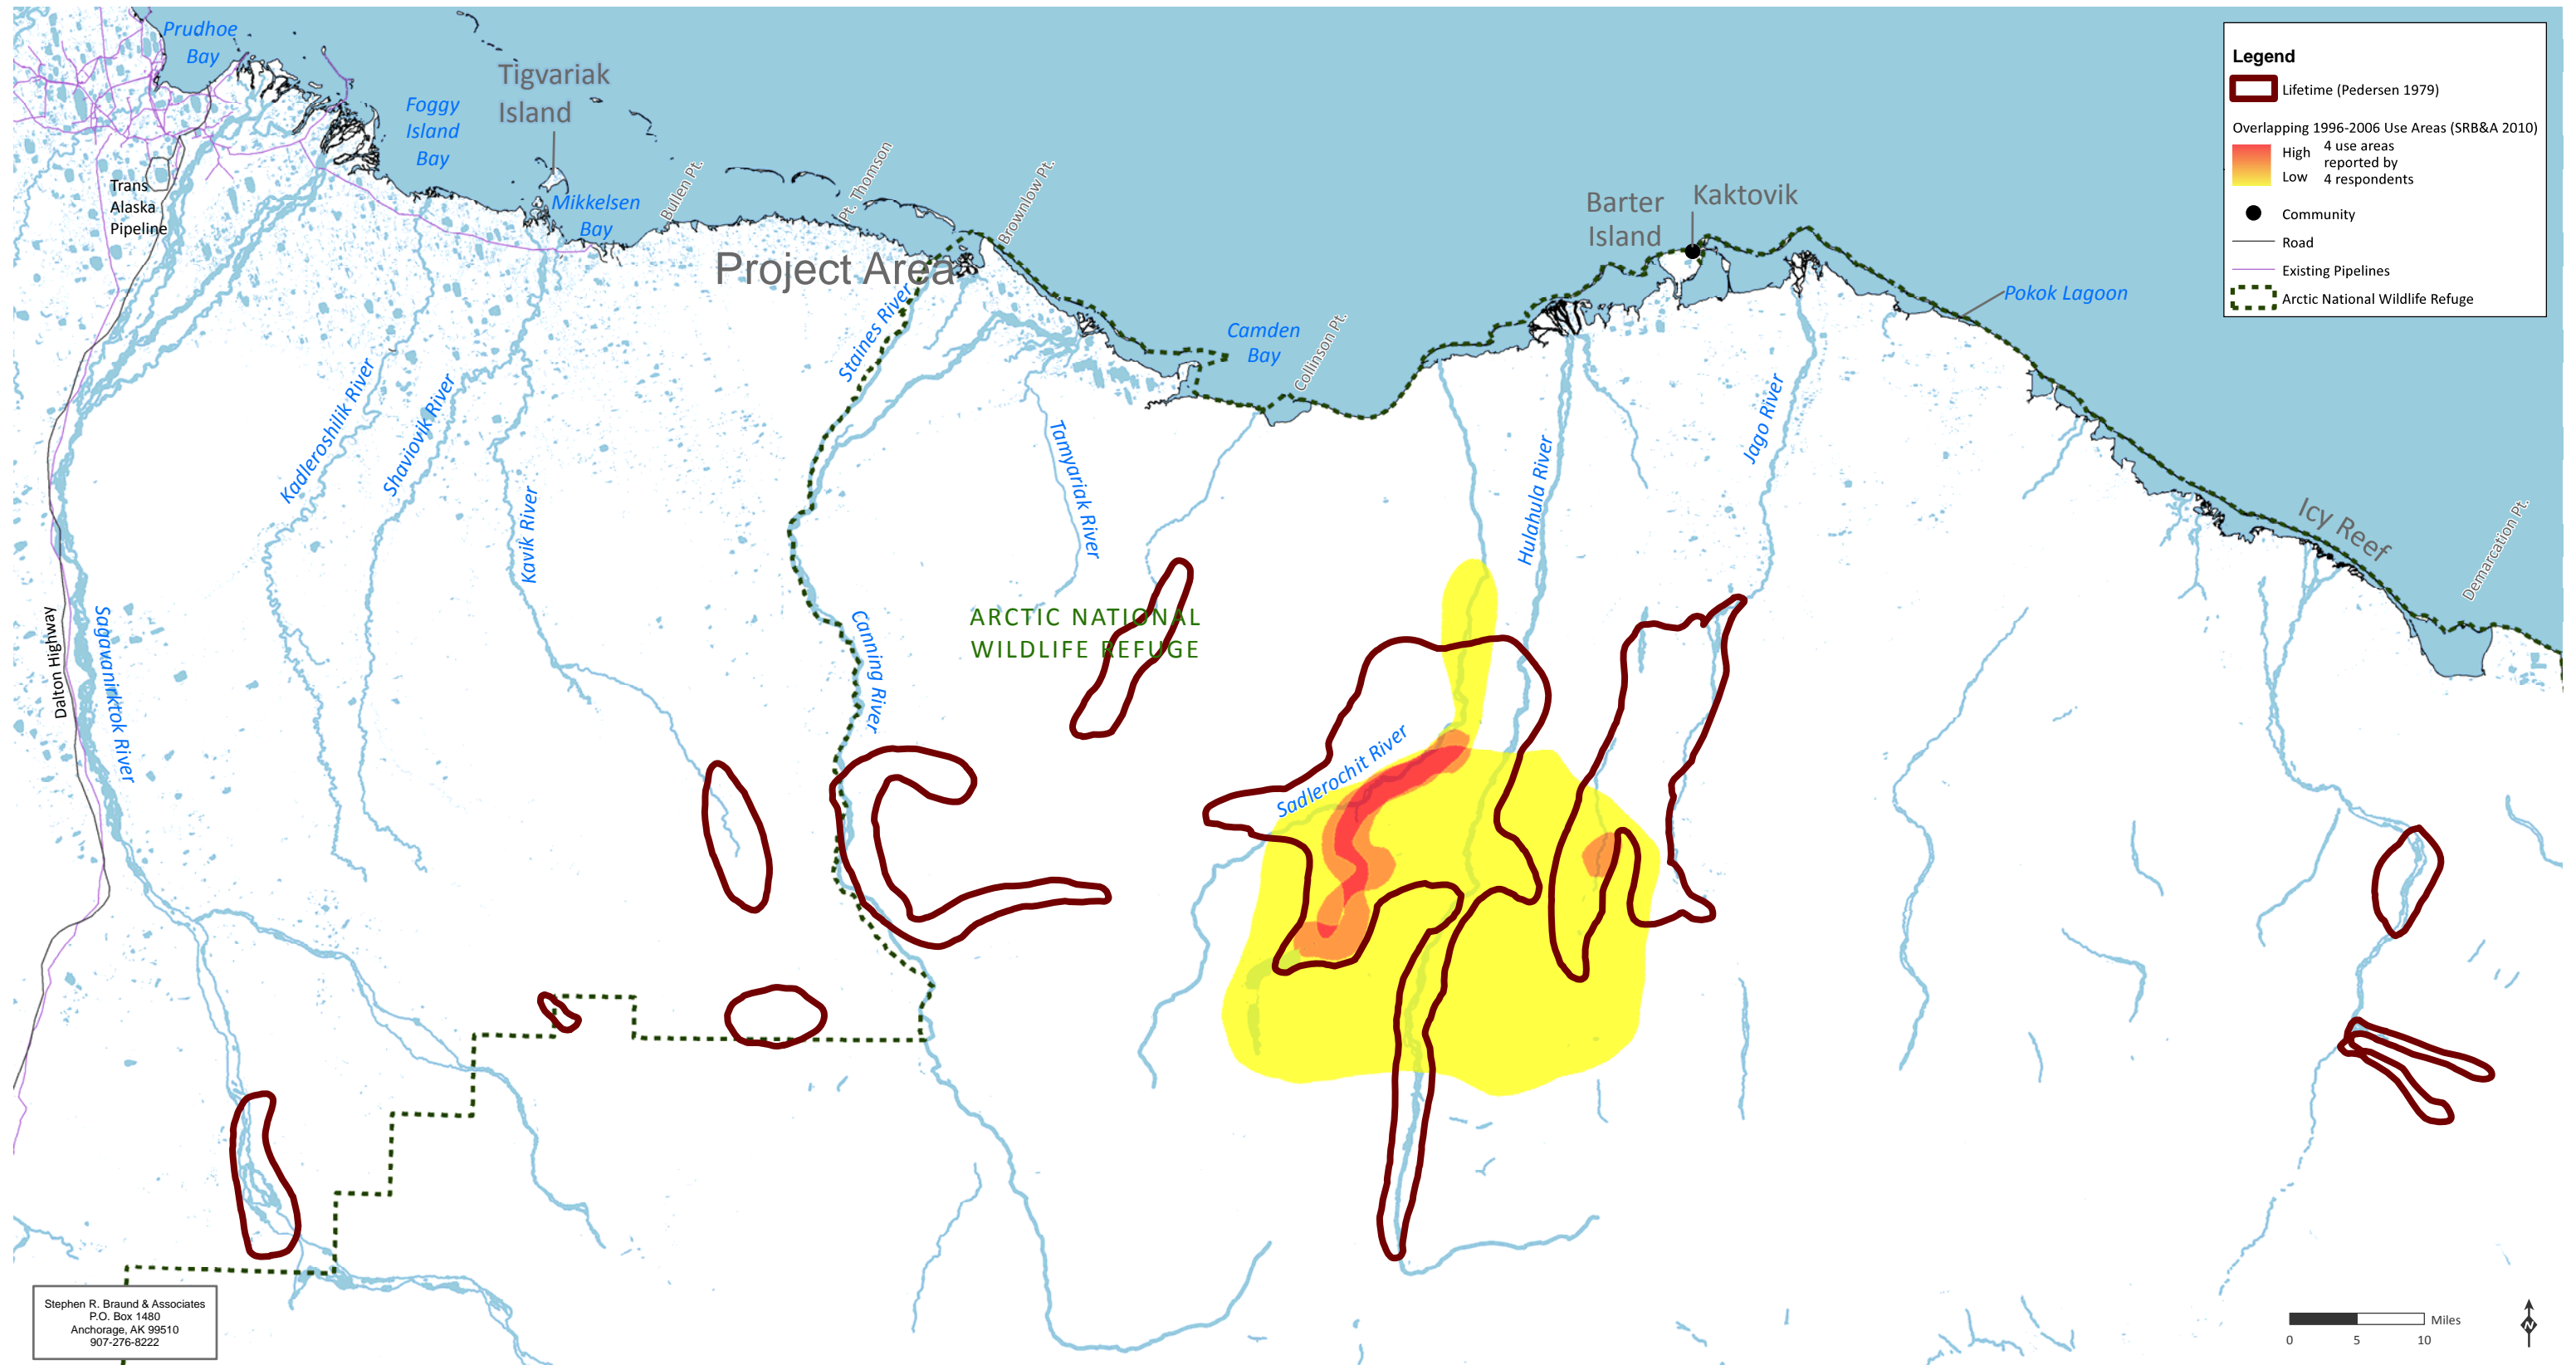 Prudhoe
Bay
Foggy
Island
Bay
Tigvariak
Island
Mikkelsen
Bay
Bullen Pt.
Pt. Thomson
Brownlow Pt.
Project Area
Trans
Alaska
Pipeline
Staines River
Camden
Bay
Collinson Pt.
Barter
Island
Kaktovik
Pokok Lagoon
Icy Reef
Demarcation Pt.
Kadleroshilik River
Shaviovik River
Kavik River
Tamyariak River
Hulahula River
Jago River
Dalton Highway
Sagavanirktok River
Canning River
ARCTIC NATIONAL
WILDLIFE REFUGE
Sadlerochit River
Legend
Lifetime (Pedersen 1979)
Overlapping 1996-2006 Use Areas (SRB&A 2010)
High
Low
4 use areas
reported by
4 respondents
Community
Road
Existing Pipelines
Arctic National Wildlife Refuge
Stephen R. Braund & Associates
P.O. Box 1480
Anchorage, AK 99510
907-276-8222
Miles
0 5 10
N